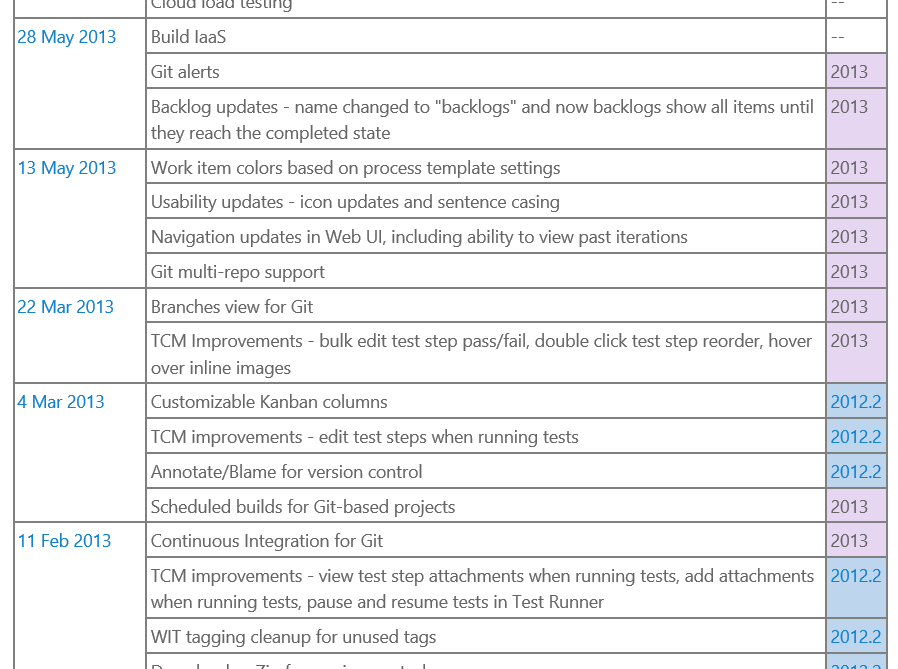 Cloud load testing --
28 May 2013 Build IaaS --
Git alerts 2013
Backlog updates - name changed to "backlogs" and now backlogs show all items until 2013
they reach the completed state
13 May 2013 Work item colors based on process template settings 2013
Usability updates - icon updates and sentence casing 2013
Navigation updates in Web UI, including ability to view past iterations 2013
Git multi-repo support 2013
22 Mar 2013 Branches view for Git 2013
TCM Improvements - bulk edit test step pass/fail, double click test step reorder, hover 2013
over inline images
4 Mar 2013 Customizable Kanban columns 2012.2
TCM improvements - edit test steps when running tests 2012.2
Annotate/Blame for version control 2012.2
Scheduled builds for Git-based projects 2013
11 Feb 2013 Continuous Integration for Git 2013
TCM improvements - view test step attachments when running tests, add attachments 2012.2
when running tests, pause and resume tests in Test Runner
WIT tagging cleanup for unused tags 2012.2